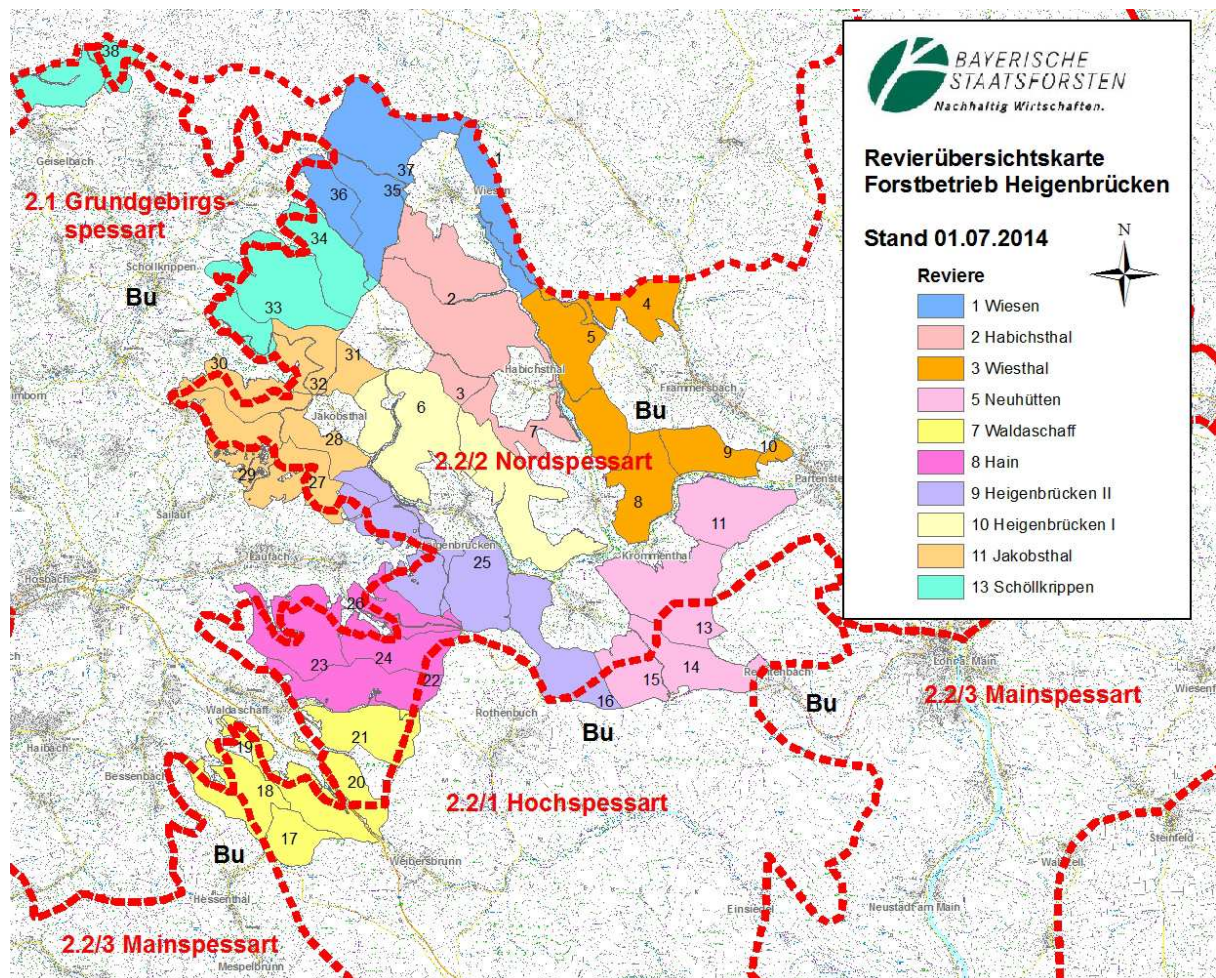 BAYERISCHE
STAATSFORSTEN
Nachhaltig Wirtschaften.
Revierübersichtskarte
Forstbetrieb Heigenbrücken
Stand 01.07.2014
N
Reviere
1 Wiesen
2 Habichsthal
3 Wiesthal
5 Neuhütten
7 Waldaschaff
8 Hain
9 Heigenbrücken II
10 Heigenbrücken I
11 Jakobsthal
13 Schöllkrippen
38
Geiselbach
1
37
Wiesen
36
35
2.1 Grundgebirgs-
spessart
34
Schöllkrippen
Bu
2
4
33
5
31
30
Habichsthal
32
3
Frammersbach
6
Bu
Jakobsthal
7
28
9
10
2.2/2 Nordspessart
29
27
8
Sailauf
11
Laufach
Krommenthal
25
Hösbach
26
13
23
24
14
22
15
16
Lohr a. Main
2.2/3 Mainspessart
Bu
Bu
Rothenbuch
Waldaschaff
21
19
Haibach
Bessenbach
20
18
2.2/1 Hochspessart
17
Bu
Weibersbrunn
Steinfeld
Hessenthal
Einsiedel
Neustadt am Main
2.2/3 Mainspessart
Mespelbrunn